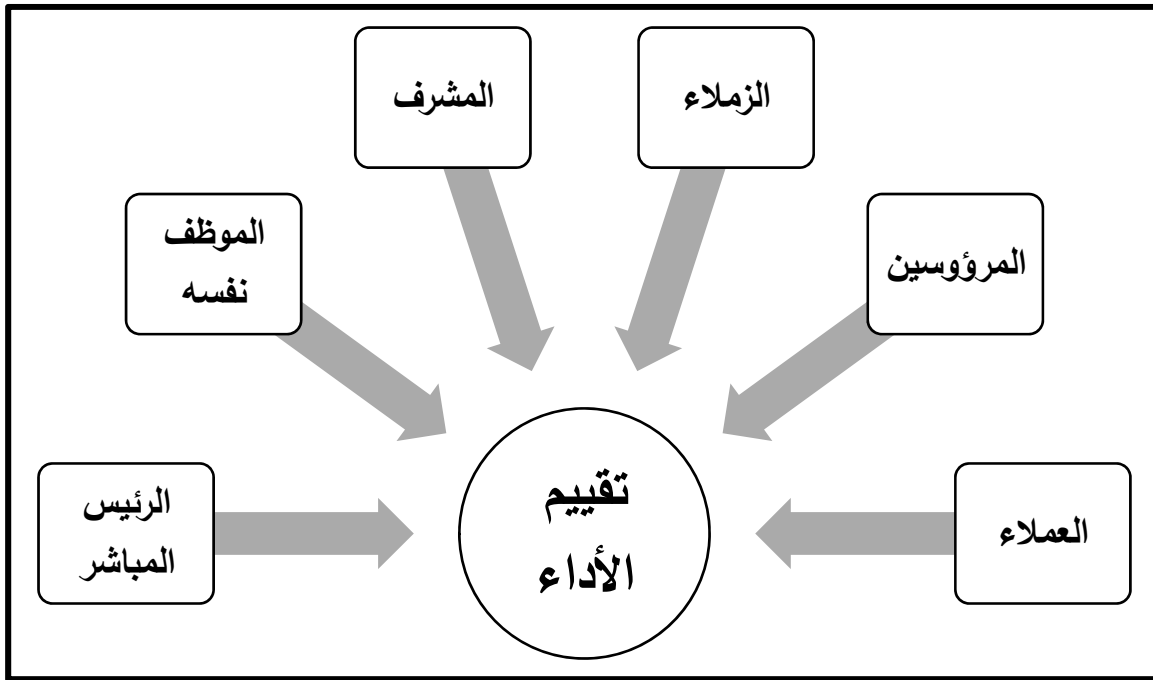 الزملاء
المشرف
المرؤوسين
الموظف
نفسه
العملاء
تقييم
الأداء
الرئيس
المباشر